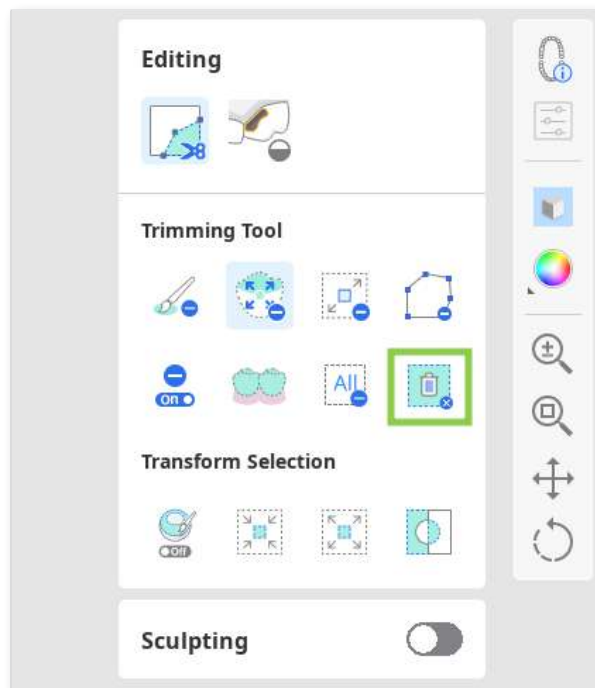 Editing
Trimming Tool
On
All
Transform Selection
Off
Sculpting